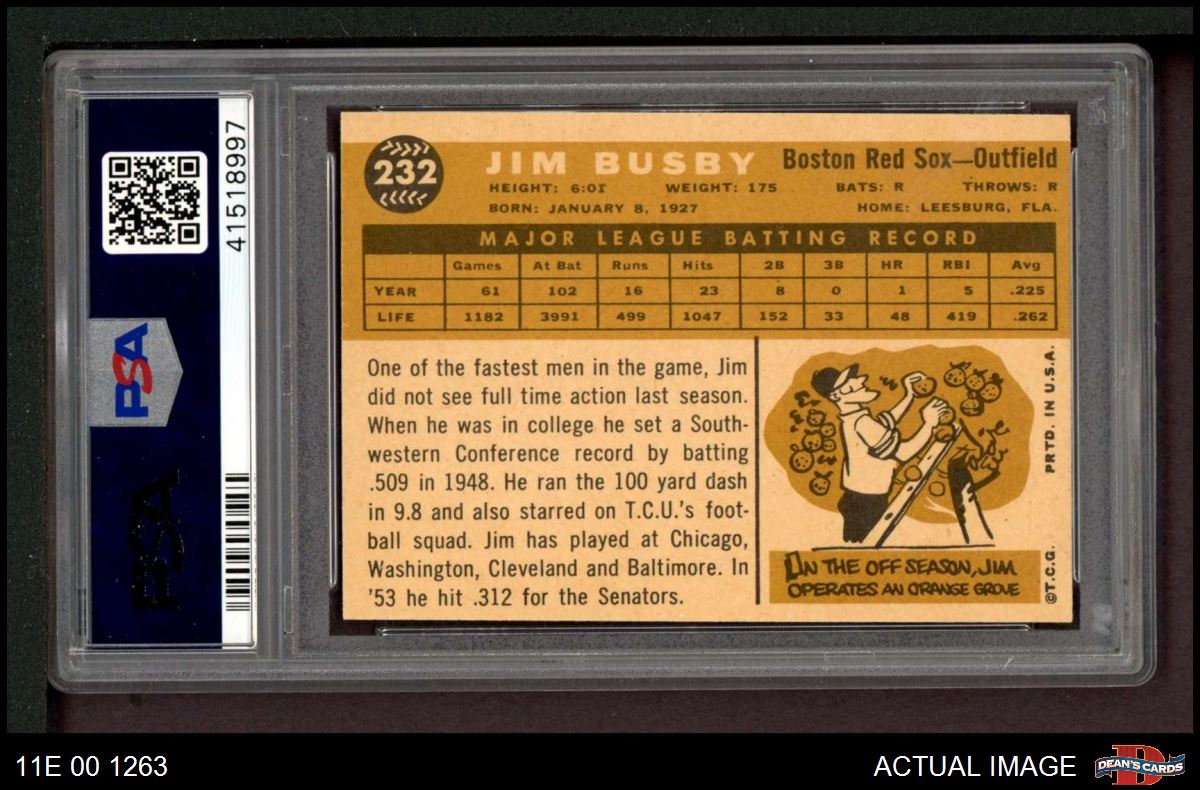 41518997
PSA
PSA
232
JIM BUSBY Boston Red Sox—Outfield
HEIGHT: 6:01 WEIGHT: 175 BATS: R THROWS: R
BORN: JANUARY 8, 1927 HOME: LEESBURG, FLA.
MAJOR LEAGUE BATTING RECORD
Games At Bat Runs Hits 2B 3B HR RBI Avg
YEAR 61 102 16 23 8 0 1 5 .225
LIFE 1182 3991 499 1047 152 33 48 419 .262
One of the fastest men in the game, Jim
did not see full time action last season.
When he was in college he set a South-
western Conference record by batting
.509 in 1948. He ran the 100 yard dash
in 9.8 and also starred on T.C.U.'s foot-
ball squad. Jim has played at Chicago,
Washington, Cleveland and Baltimore. In
'53 he hit .312 for the Senators.
IN THE OFF SEASON, JIM
OPERATES AN ORANGE GROVE
©T.C.G. PRTD. IN U.S.A.
11E 00 1263
ACTUAL IMAGE
D
DEAN'S CARDS